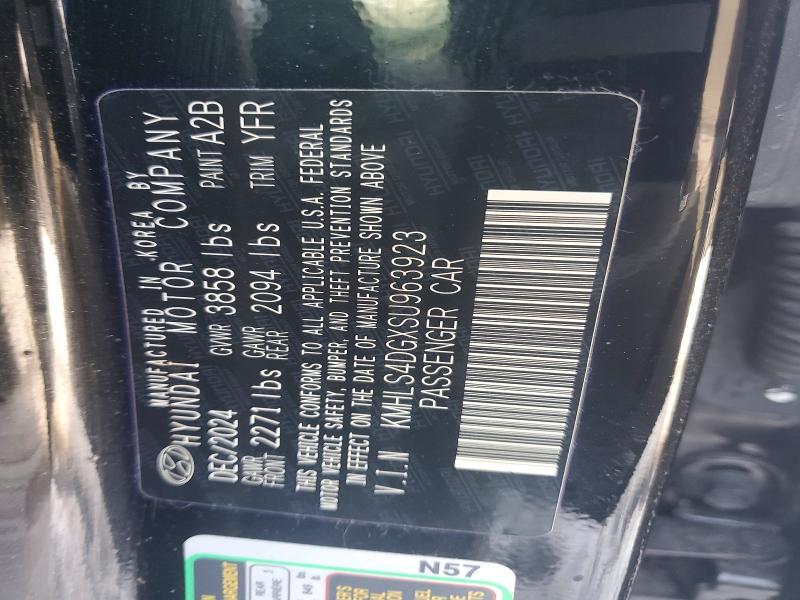 MANUFACTURED IN KOREA BY
HYUNDAI MOTOR COMPANY
DEC/2024 GVWR 3858 lbs PAINT A2B
GAWR FRONT 2271 lbs GAWR REAR 2094 lbs TRIM YFR
THIS VEHICLE CONFORMS TO ALL APPLICABLE U.S.A. FEDERAL
MOTOR VEHICLE SAFETY, BUMPER, AND THEFT PREVENTION STANDARDS
IN EFFECT ON THE DATE OF MANUFACTURE SHOWN ABOVE
V.I.N KMHLS4DGXSU963923
PASSENGER CAR
N57
REAR